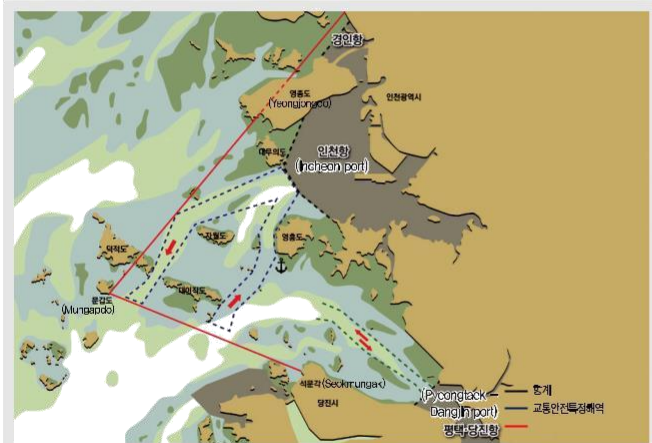 경인항
영종도
(Yeongjongdo)
인천광역시
대무의도
인천항
(Incheon port)
덕적도
자월도
영흥도
대이작도
문갑도
(Mungapdo)
석문각 (Seokmungak)
당진시
(Pyeongtaek –
Dangjin port)
평택·당진항
항계
교통안전특정해역